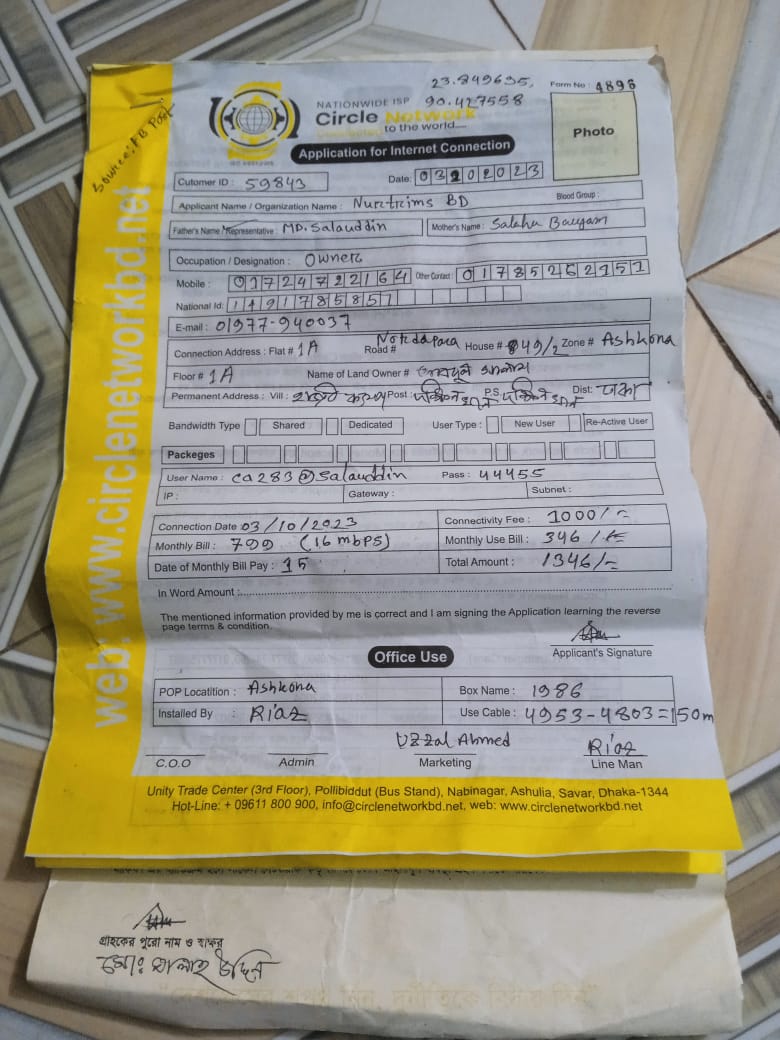 23.849635,
90.427558
Form No: 4896
Source: FB Post
NATIONWIDE ISP
Circle Network
to the world....
Photo
Application for Internet Connection
Cutomer ID : 59843
Date: 03 2023
Applicant Name / Organization Name : Nuretrims BD
Blood Group :
Father's Name / Representative : MD. Salauddin
Mother's Name : Salaha Baugam
Occupation / Designation : Owner
Mobile : 01724722164 Other Contact : 01785262151
National Id: 1491785851
E-mail : 01977-940037
Connection Address : Flat # 1A Road # House # 849/2 Zone # Ashkona
Floor # 1A Name of Land Owner #
Permanent Address : Vill : Post : P.S. Dist: ঢাকা
Bandwidth Type Shared Dedicated User Type : New User Re-Active User
Packeges
User Name : ca283@Salauddin Pass : 44455
IP : Gateway : Subnet :
Connection Date 03/10/2023 Connectivity Fee : 1000/=
Monthly Bill : 799 (16 mbps) Monthly Use Bill : 346/=
Date of Monthly Bill Pay : 15 Total Amount : 1346/=
In Word Amount :
The mentioned information provided by me is correct and I am signing the Application learning the reverse
page terms & condition.
Applicant's Signature
Office Use
POP Locatition : Ashkona Box Name : 1986
Installed By : Riaz Use Cable : 4953-4803=150m
Uzzal Ahmed Riaz
C.O.O Admin Marketing Line Man
Unity Trade Center (3rd Floor), Pollibiddut (Bus Stand), Nabinagar, Ashulia, Savar, Dhaka-1344
Hot-Line: + 09611 800 900, info@circlenetworkbd.net, web: www.circlenetworkbd.net
web: www.circlenetworkbd.net
গ্রাহকের পুরো নাম ও স্বাক্ষর
মোঃ সালাহ উদ্দিন